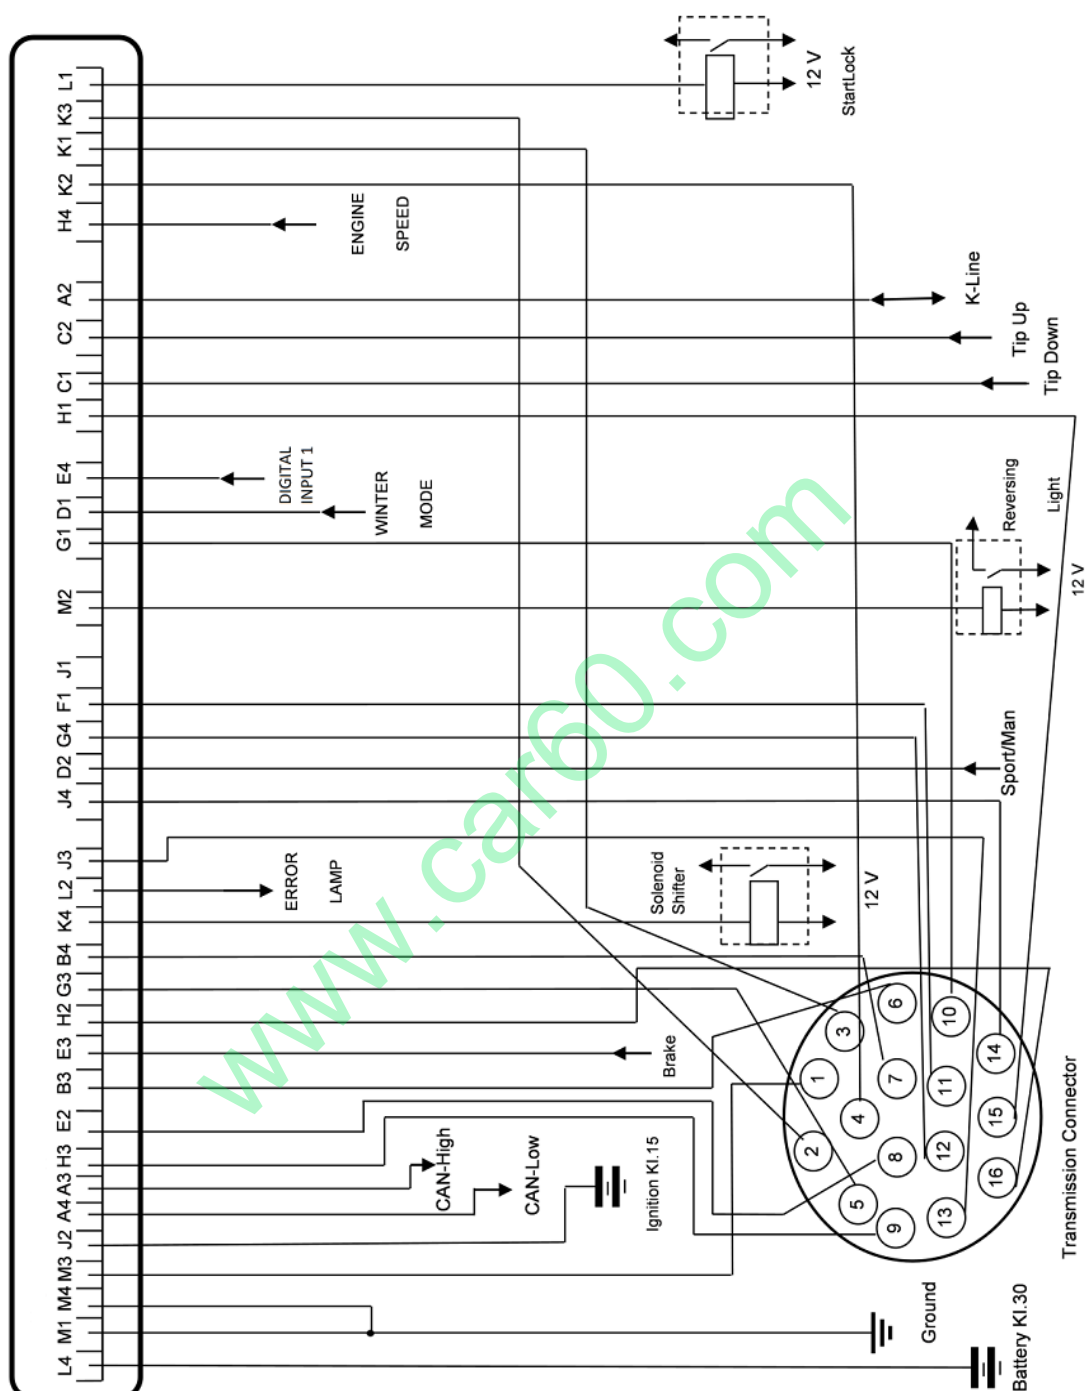 L1
K3
K1
K2
H4
A2
C2
C1
H1
E4
D1
G1
M2
J1
F1
G4
D2
J4
J3
L2
K4
B4
G3
H2
E3
B3
E2
H3
A3
A4
J2
M3
M4
M1
L4
12 V
StartLock
ENGINE
SPEED
K-Line
Tip Up
Tip Down
DIGITAL
INPUT 1
WINTER
MODE
Reversing
Light
12 V
Sport/Man
ERROR
LAMP
Solenoid
Shifter
12 V
Brake
CAN-High
CAN-Low
Ignition KI.15
Ground
Battery KI.30
1
2
3
4
5
6
7
8
9
10
11
12
13
14
15
16
Transmission Connector
www.car60.com